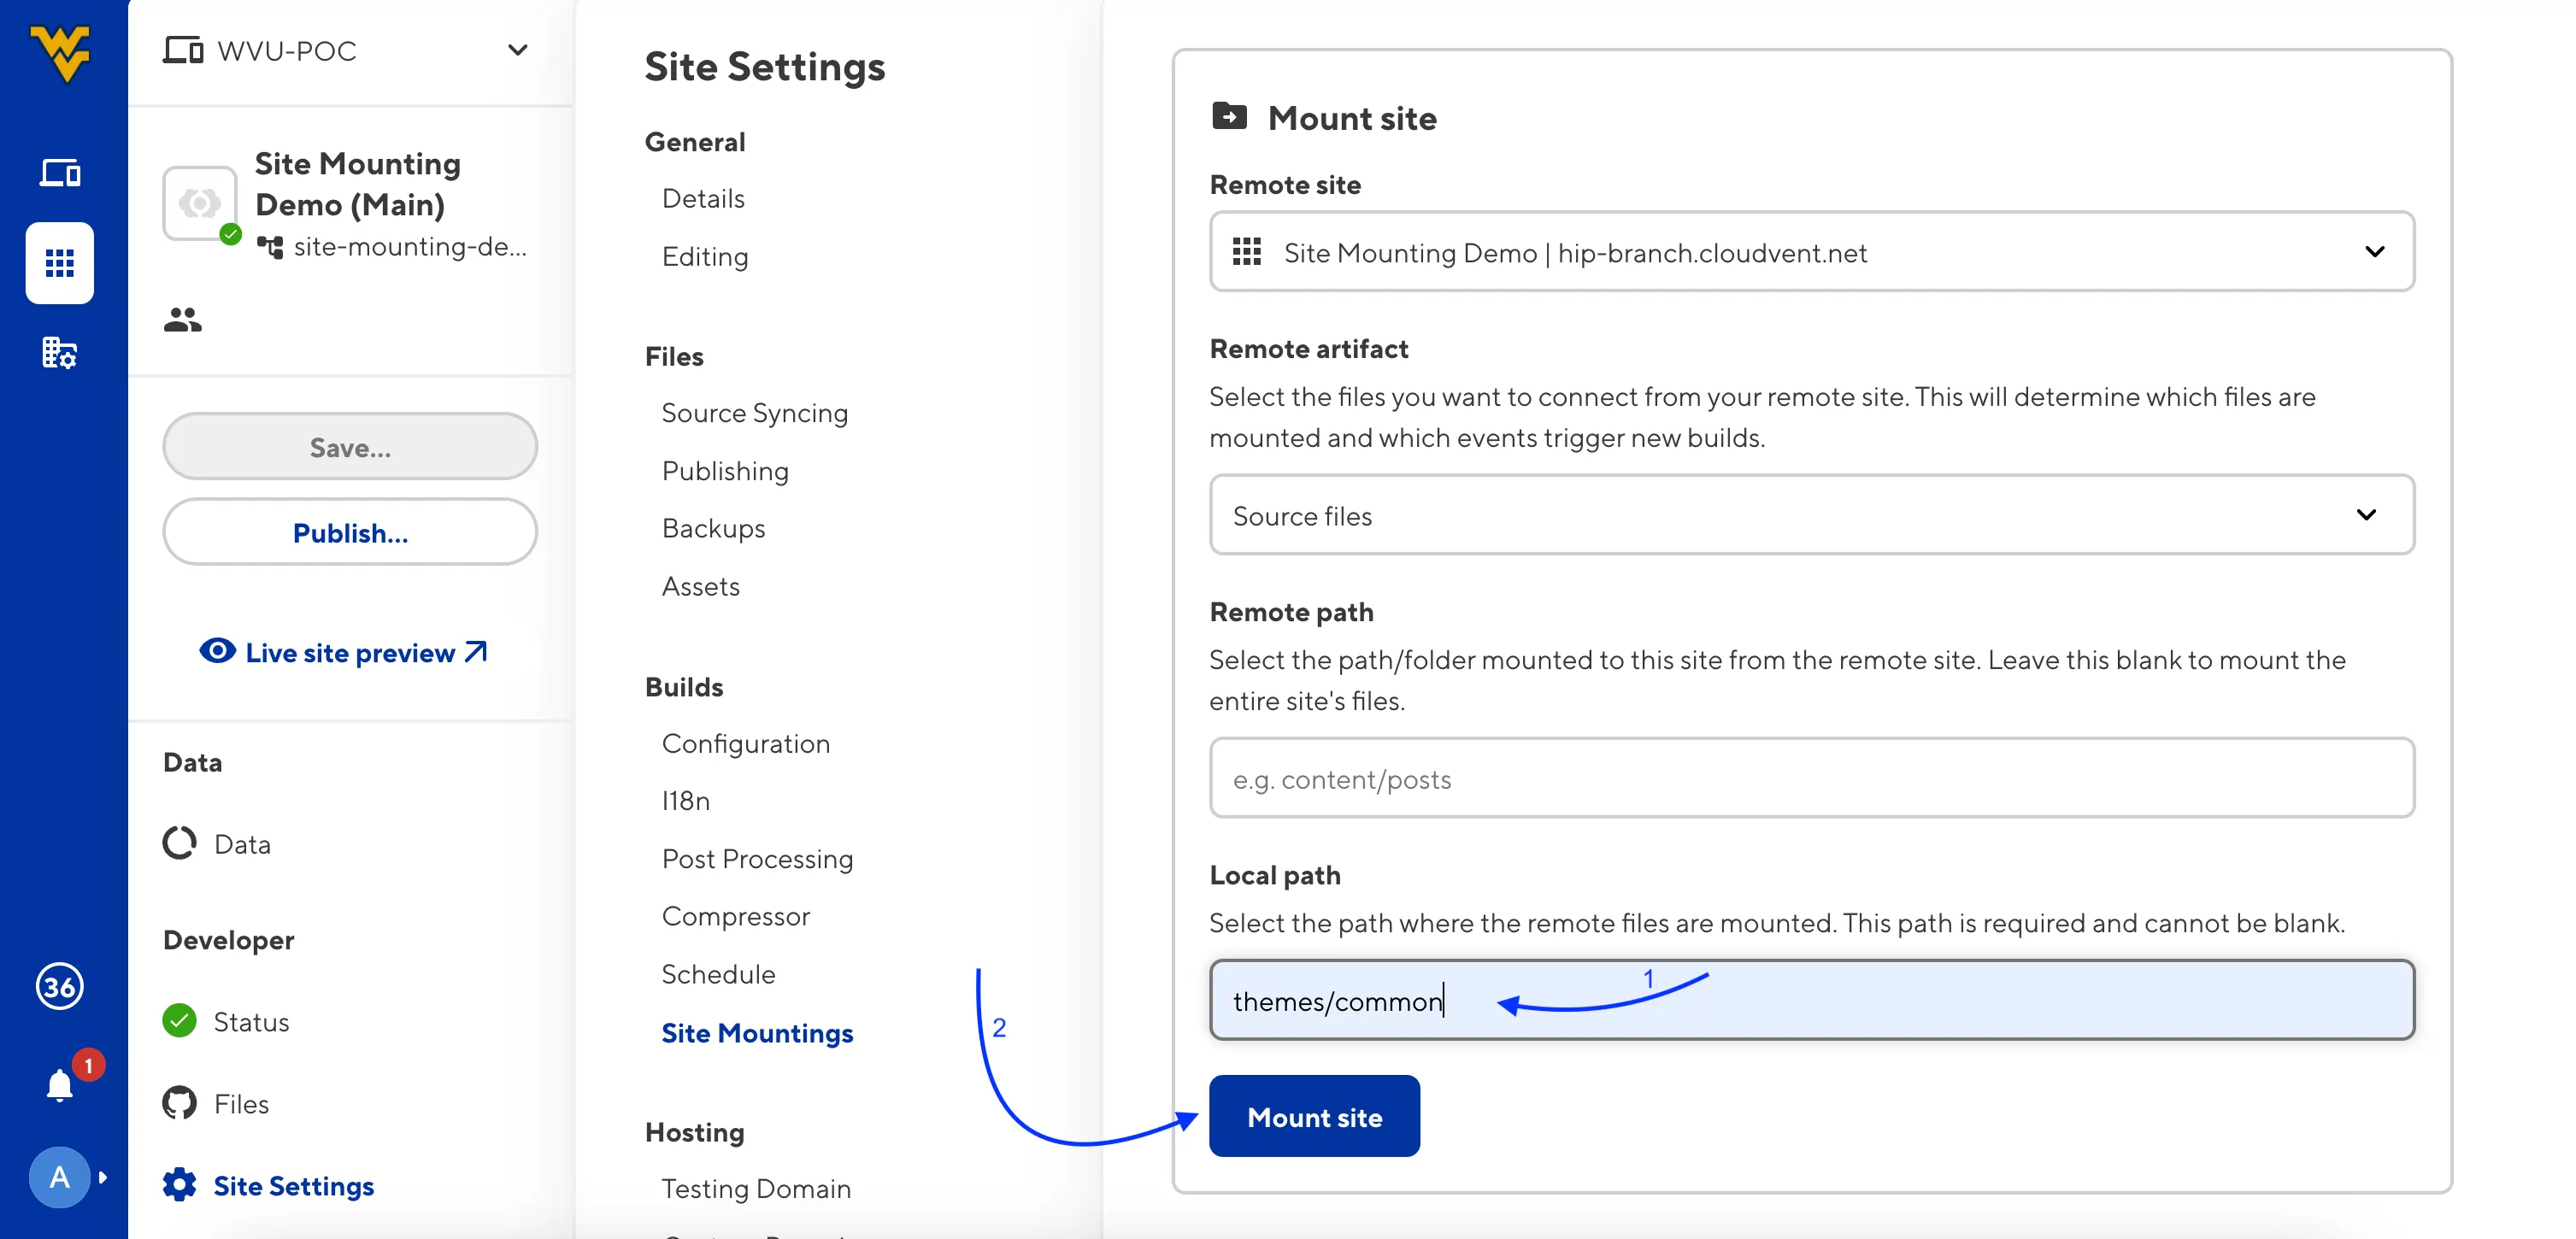 WVU-POC
Site Mounting
Demo (Main)
site-mounting-de...
Save...
Publish...
Live site preview
Data
Data
Developer
36
Status
1
Files
A
Site Settings
Site Settings
General
Details
Editing
Files
Source Syncing
Publishing
Backups
Assets
Builds
Configuration
I18n
Post Processing
Compressor
Schedule
Site Mountings
Hosting
Testing Domain
2
Mount site
Remote site
Site Mounting Demo | hip-branch.cloudvent.net
Remote artifact
Select the files you want to connect from your remote site. This will determine which files are
mounted and which events trigger new builds.
Source files
Remote path
Select the path/folder mounted to this site from the remote site. Leave this blank to mount the
entire site's files.
e.g. content/posts
Local path
Select the path where the remote files are mounted. This path is required and cannot be blank.
themes/common
1
Mount site